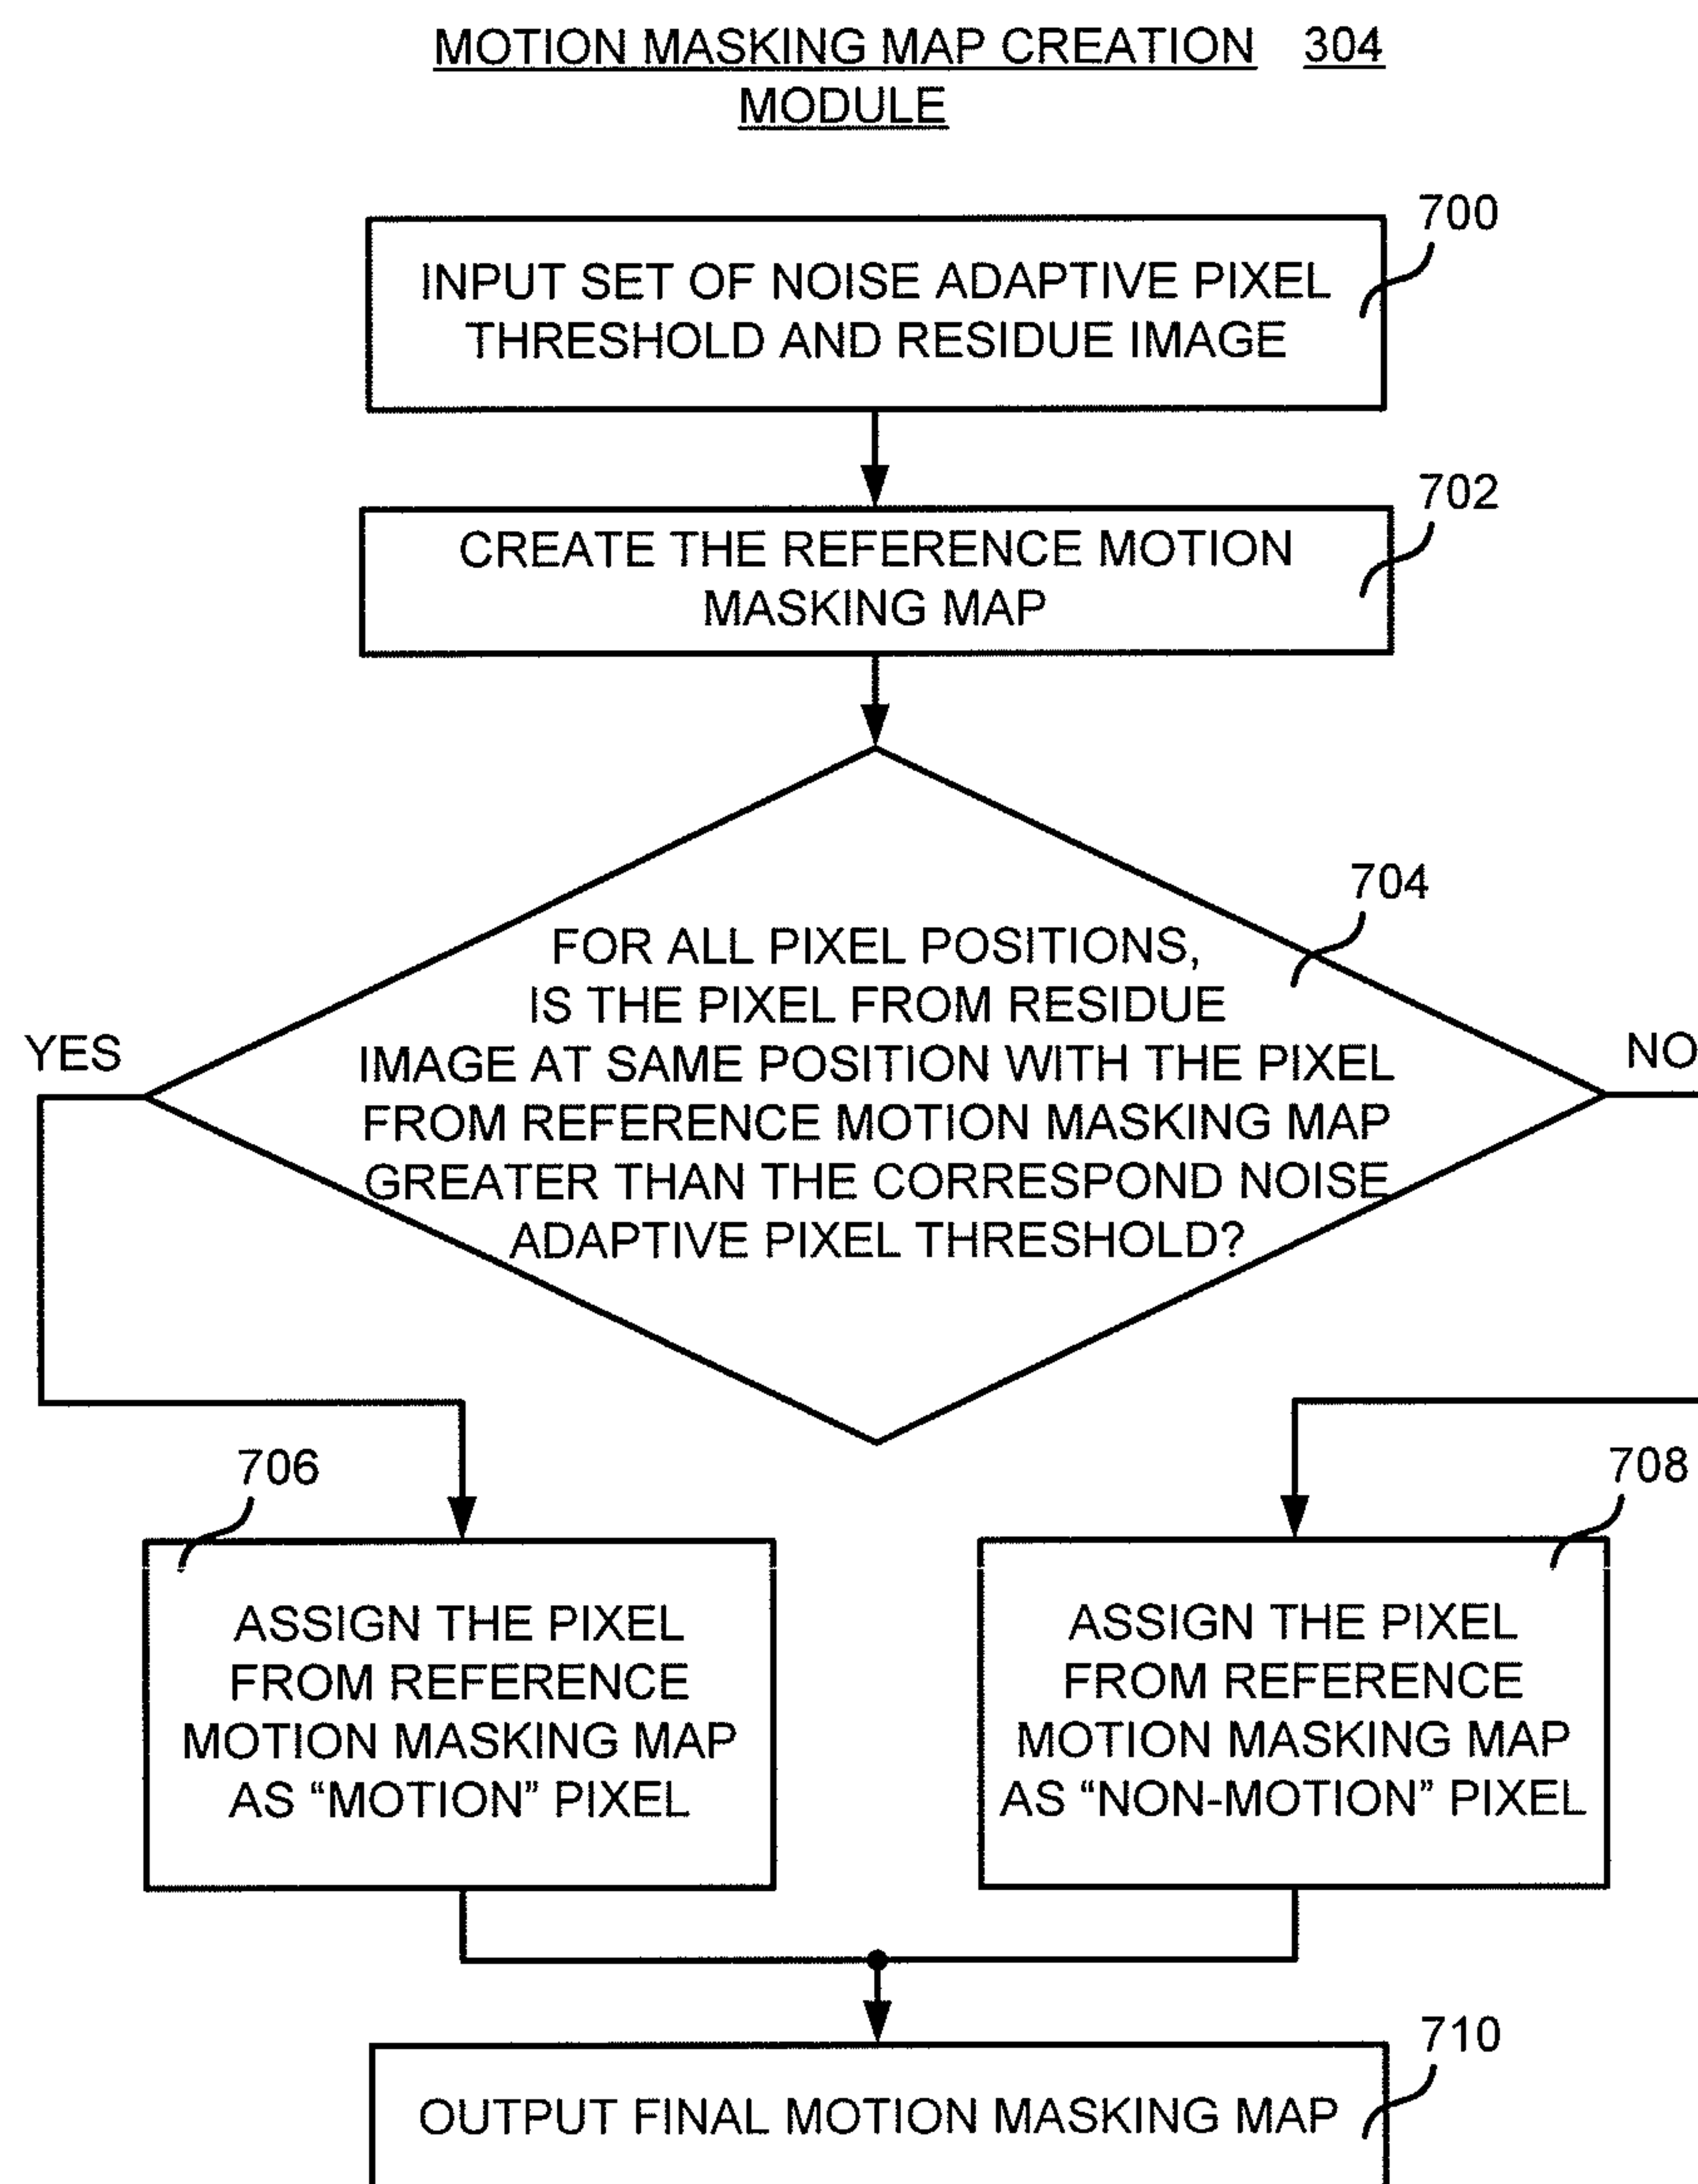 MOTION MASKING MAP CREATION 304
MODULE
700
INPUT SET OF NOISE ADAPTIVE PIXEL
THRESHOLD AND RESIDUE IMAGE
702
CREATE THE REFERENCE MOTION
MASKING MAP
704
FOR ALL PIXEL POSITIONS,
IS THE PIXEL FROM RESIDUE
IMAGE AT SAME POSITION WITH THE PIXEL
FROM REFERENCE MOTION MASKING MAP
GREATER THAN THE CORRESPOND NOISE
ADAPTIVE PIXEL THRESHOLD?
YES
NO
706
ASSIGN THE PIXEL
FROM REFERENCE
MOTION MASKING MAP
AS “MOTION” PIXEL
708
ASSIGN THE PIXEL
FROM REFERENCE
MOTION MASKING MAP
AS “NON-MOTION” PIXEL
710
OUTPUT FINAL MOTION MASKING MAP